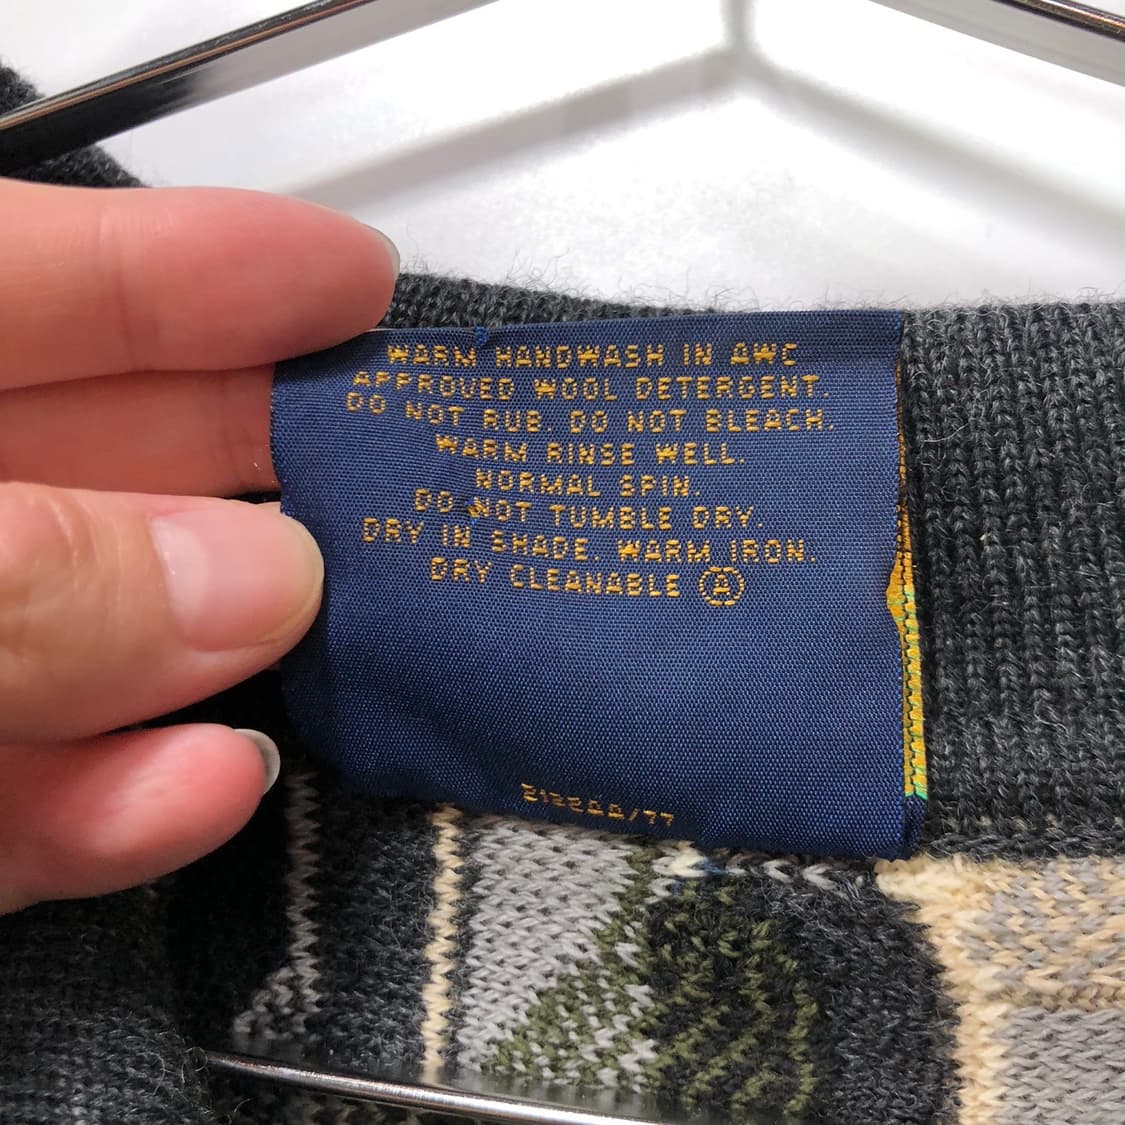 WARM HANDWASH IN AWC
APPROVED WOOL DETERGENT.
DO NOT RUB. DO NOT BLEACH.
WARM RINSE WELL.
NORMAL SPIN.
DO NOT TUMBLE DRY.
DRY IN SHADE. WARM IRON.
DRY CLEANABLE Ⓐ